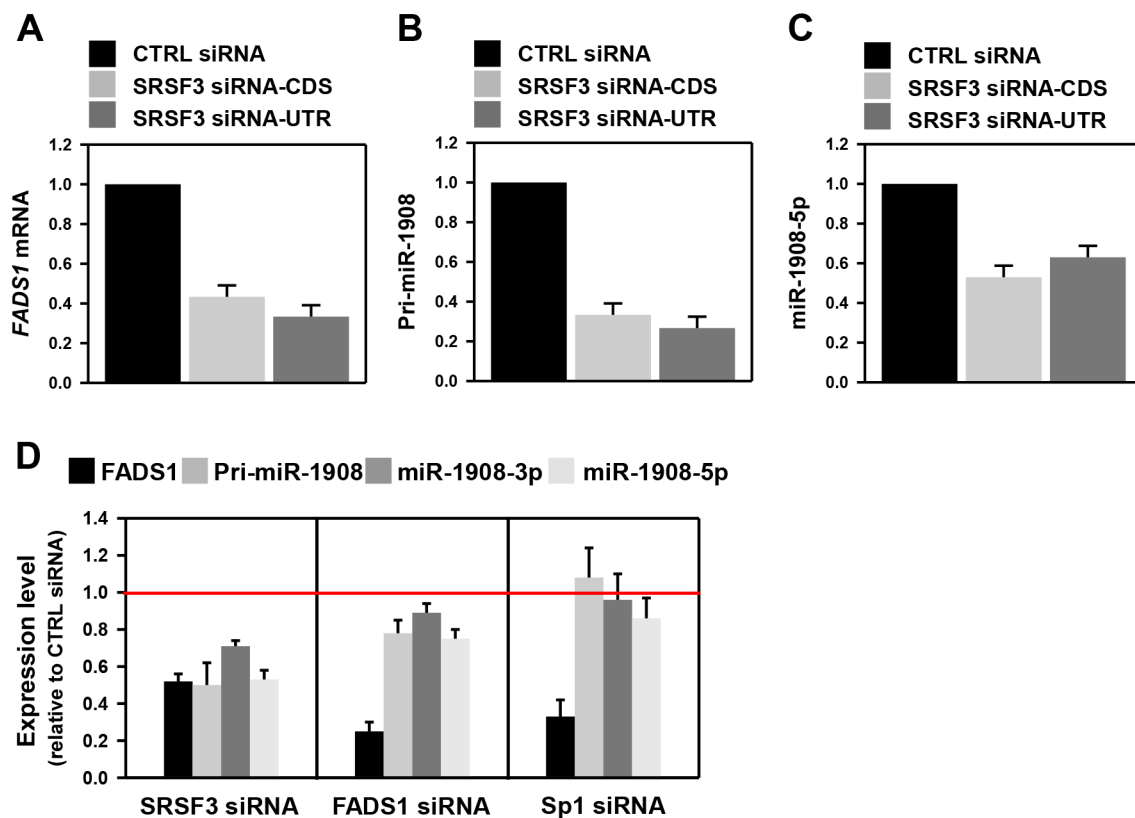 A
CTRL siRNA
SRSF3 siRNA-CDS
SRSF3 siRNA-UTR
FADS1 mRNA
1.2
1.0
0.8
0.6
0.4
0.2
0.0
B
CTRL siRNA
SRSF3 siRNA-CDS
SRSF3 siRNA-UTR
Pri-miR-1908
1.2
1.0
0.8
0.6
0.4
0.2
0.0
C
CTRL siRNA
SRSF3 siRNA-CDS
SRSF3 siRNA-UTR
miR-1908-5p
1.2
1.0
0.8
0.6
0.4
0.2
0.0
D
FADS1 Pri-miR-1908 miR-1908-3p miR-1908-5p
Expression level
(relative to CTRL siRNA)
1.4
1.2
1.0
0.8
0.6
0.4
0.2
0.0
SRSF3 siRNA FADS1 siRNA Sp1 siRNA